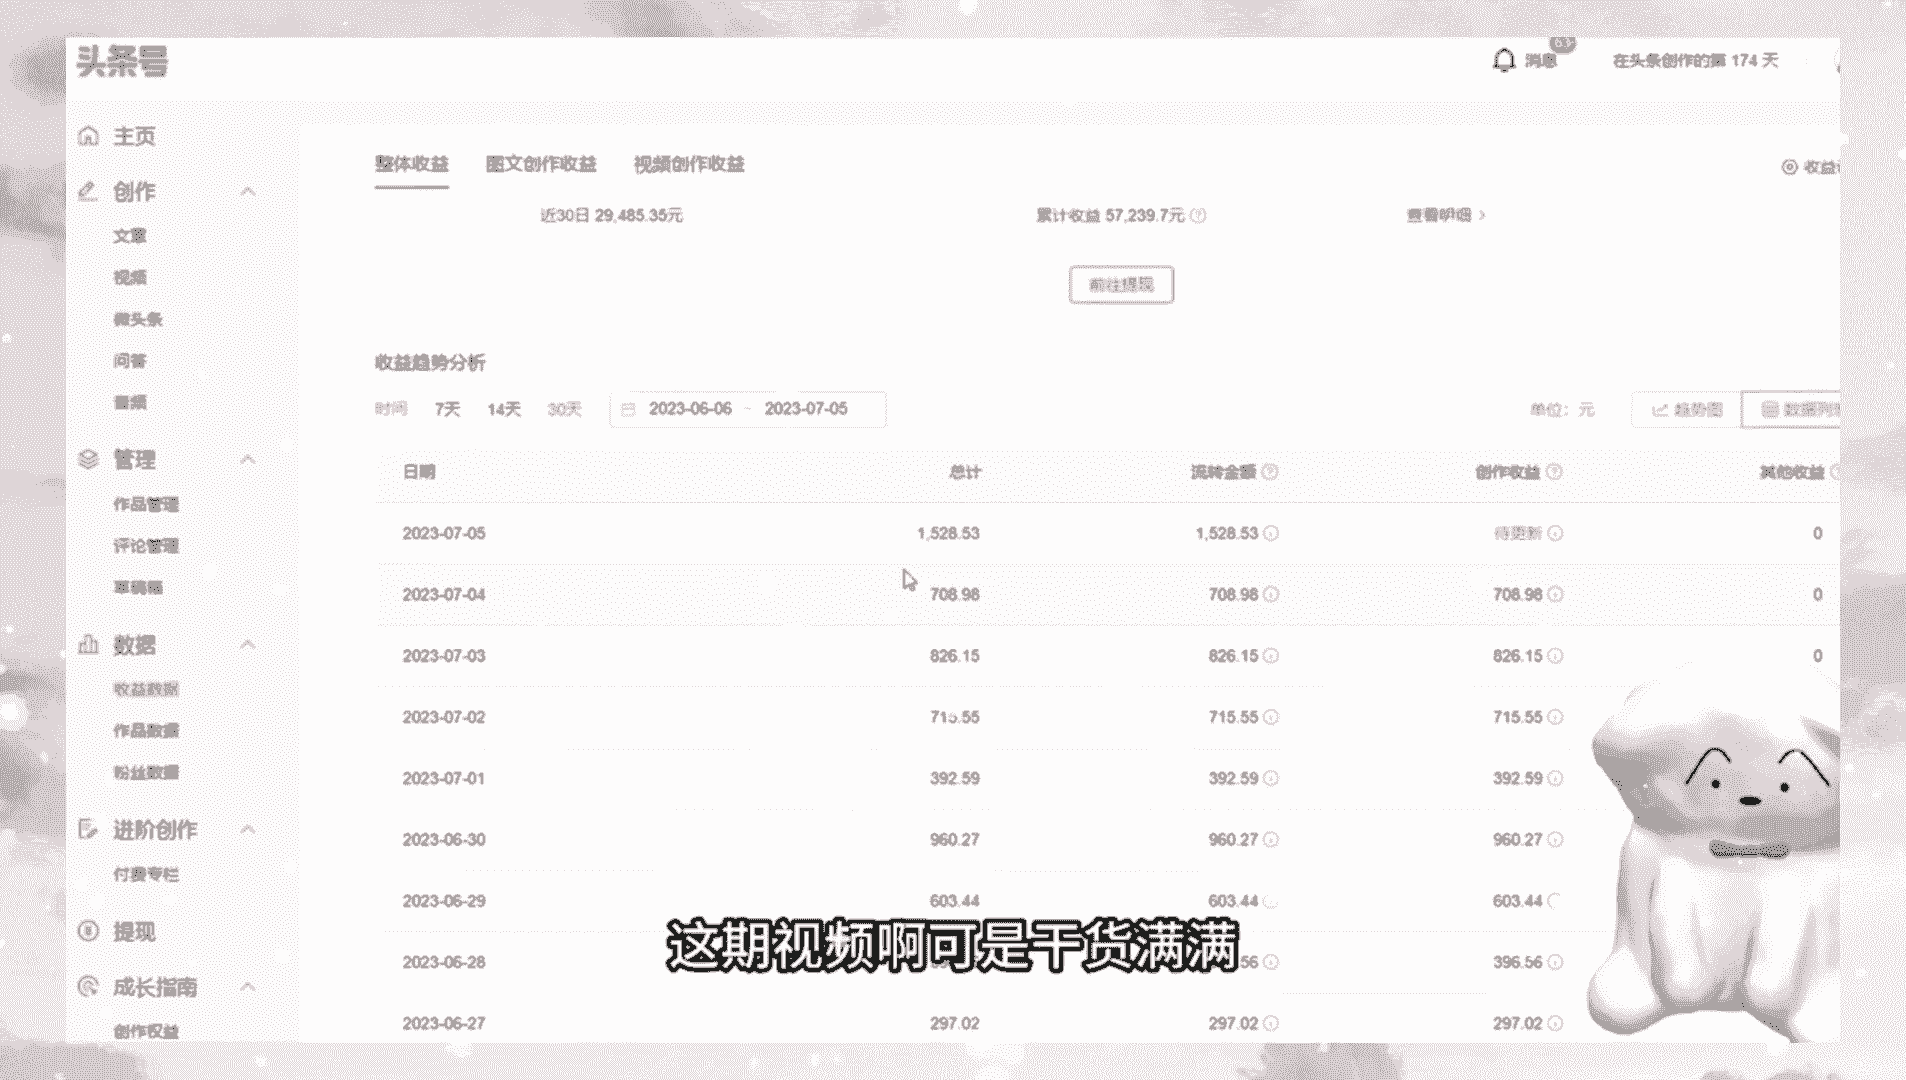 头条号
消息
在头条创作的第 174 天
主页
创作
文章
视频
微头条
问答
音频
管理
作品管理
评论管理
草稿箱
数据
收益数据
作品数据
粉丝数据
进阶创作
付费专栏
提现
成长指南
创作权益
整体收益 图文创作收益 视频创作收益
收益
近30日 29,485.35元 累计收益 57,239.7元 查看明细 >
前往提现
收益趋势分析
时间 7天 14天 30天 2023-06-06 ~ 2023-07-05
单位：元 趋势图 数据列
日期 总计 流转金额 创作收益 其他收益
2023-07-05 1,528.53 1,528.53 待更新 0
2023-07-04 708.98 708.98 708.98 0
2023-07-03 826.15 826.15 826.15 0
2023-07-02 715.55 715.55 715.55
2023-07-01 392.59 392.59 392.59
2023-06-30 960.27 960.27 960.27
2023-06-29 603.44 603.44 603.44
2023-06-28 56 396.56
2023-06-27 297.02 297.02 297.02
这期视频啊可是干货满满